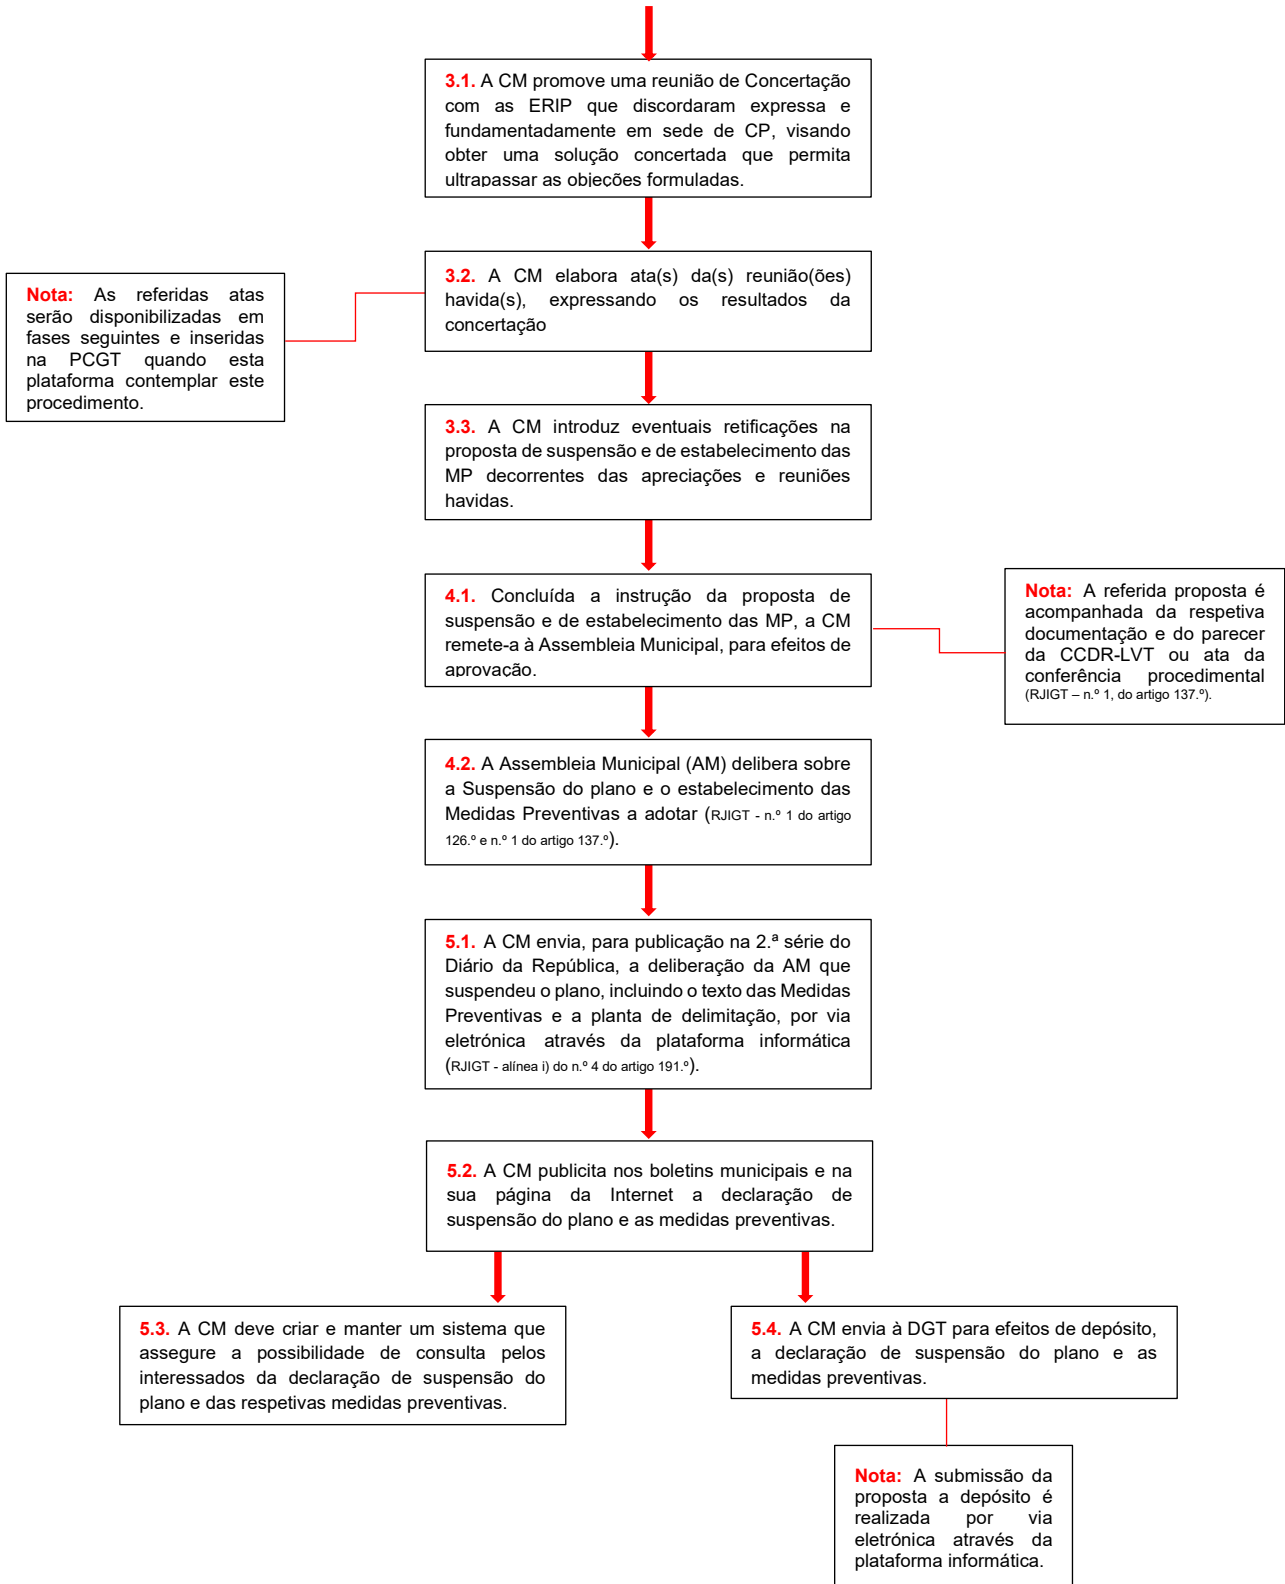 3.1. A CM promove uma reunião de Concertação
com as ERIP que discordaram expressa e
fundamentadamente em sede de CP, visando
obter uma solução concertada que permita
ultrapassar as objeções formuladas.
3.2. A CM elabora ata(s) da(s) reunião(ões)
havida(s), expressando os resultados da
concertação
Nota: As referidas atas
serão disponibilizadas em
fases seguintes e inseridas
na PCGT quando esta
plataforma contemplar este
procedimento.
3.3. A CM introduz eventuais retificações na
proposta de suspensão e de estabelecimento das
MP decorrentes das apreciações e reuniões
havidas.
4.1. Concluída a instrução da proposta de
suspensão e de estabelecimento das MP, a CM
remete-a à Assembleia Municipal, para efeitos de
aprovação.
Nota: A referida proposta é
acompanhada da respetiva
documentação e do parecer
da CCDR-LVT ou ata da
conferência procedimental
(RJIGT – n.º 1, do artigo 137.º).
4.2. A Assembleia Municipal (AM) delibera sobre
a Suspensão do plano e o estabelecimento das
Medidas Preventivas a adotar (RJIGT - n.º 1 do artigo
126.º e n.º 1 do artigo 137.º).
5.1. A CM envia, para publicação na 2.ª série do
Diário da República, a deliberação da AM que
suspendeu o plano, incluindo o texto das Medidas
Preventivas e a planta de delimitação, por via
eletrónica através da plataforma informática
(RJIGT - alínea i) do n.º 4 do artigo 191.º).
5.2. A CM publicita nos boletins municipais e na
sua página da Internet a declaração de
suspensão do plano e as medidas preventivas.
5.3. A CM deve criar e manter um sistema que
assegure a possibilidade de consulta pelos
interessados da declaração de suspensão do
plano e das respetivas medidas preventivas.
5.4. A CM envia à DGT para efeitos de depósito,
a declaração de suspensão do plano e as
medidas preventivas.
Nota: A submissão da
proposta a depósito é
realizada por via
eletrónica através da
plataforma informática.